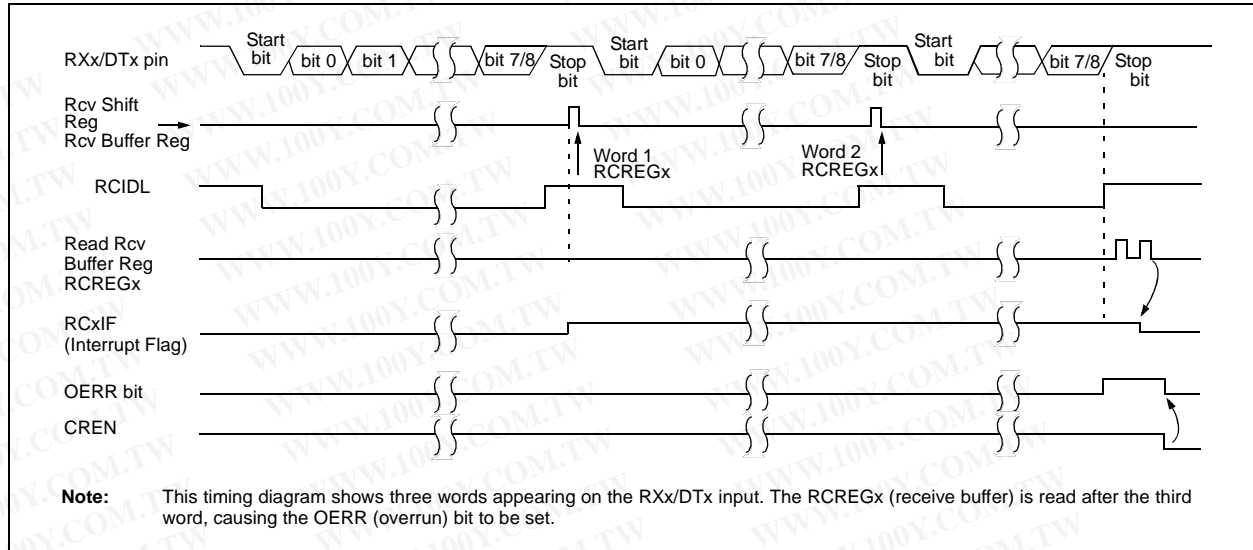 Start bit
bit 0
bit 1
bit 7/8
Stop bit
Start bit
bit 0
bit 7/8
Stop bit
Start bit
bit 7/8
Stop bit
RXx/DTx pin
Rcv Shift
Reg
Rcv Buffer Reg
Word 1
RCREGx
Word 2
RCREGx
RCIDL
Read Rcv
Buffer Reg
RCREGx
RCxIF
(Interrupt Flag)
OERR bit
CREN
Note: This timing diagram shows three words appearing on the RXx/DTx input. The RCREGx (receive buffer) is read after the third
word, causing the OERR (overrun) bit to be set.
WWW.100Y.COM.TW